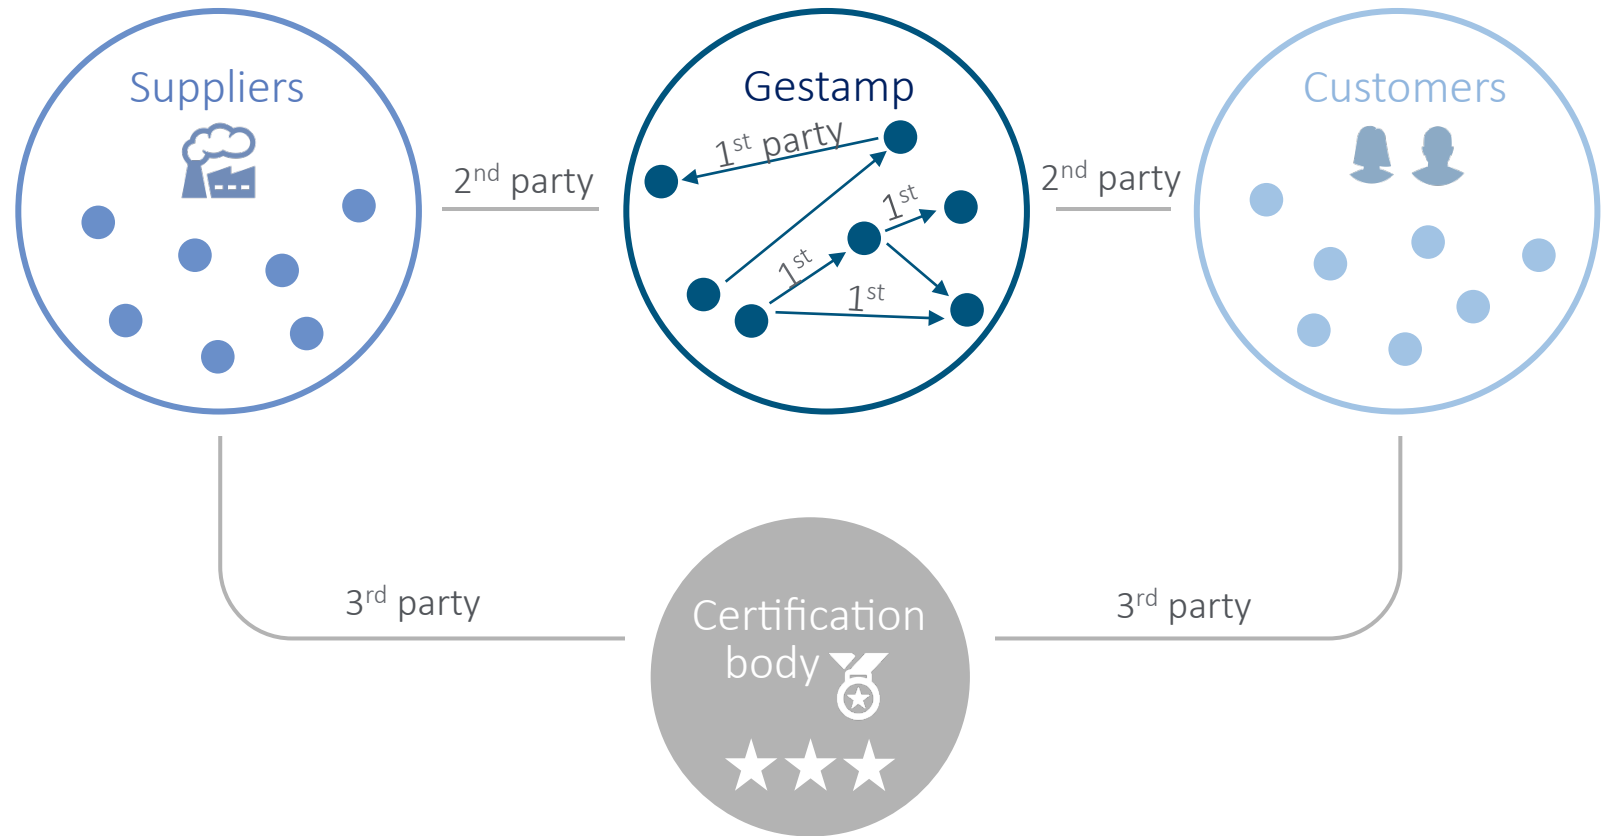 Suppliers
Gestamp
Customers
1st party
2nd party
2nd party
1st
1st
1st
3rd party
3rd party
Certification
body